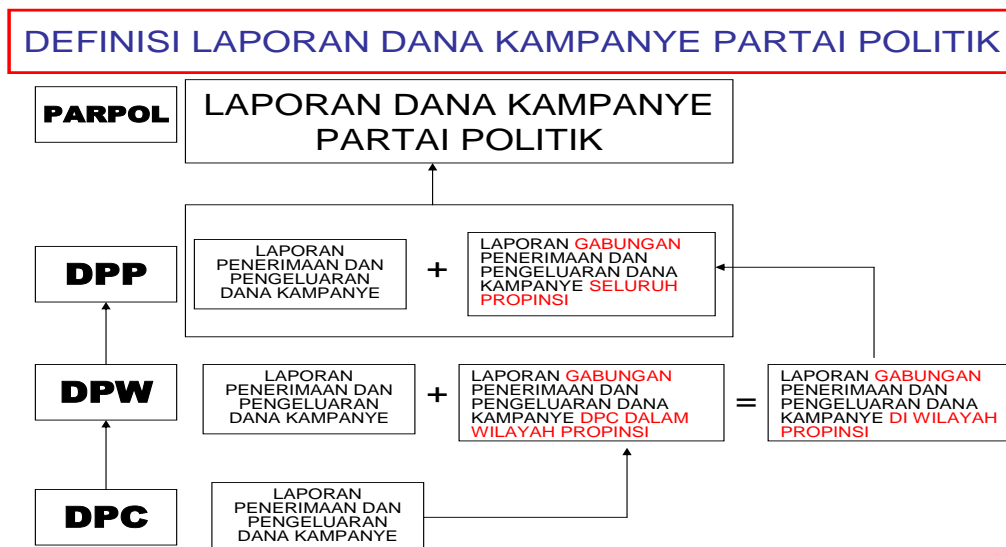 DEFINISI LAPORAN DANA KAMPANYE PARTAI POLITIK
PARPOL
LAPORAN DANA KAMPANYE
PARTAI POLITIK
DPP
LAPORAN
PENERIMAAN DAN
PENGELUARAN
DANA KAMPANYE
+
LAPORAN GABUNGAN
PENERIMAAN DAN
PENGELUARAN DANA
KAMPANYE SELURUH
PROPINSI
DPW
LAPORAN
PENERIMAAN DAN
PENGELUARAN
DANA KAMPANYE
+
LAPORAN GABUNGAN
PENERIMAAN DAN
PENGELUARAN DANA
KAMPANYE DPC DALAM
WILAYAH PROPINSI
=
LAPORAN GABUNGAN
PENERIMAAN DAN
PENGELUARAN DANA
KAMPANYE DI WILAYAH
PROPINSI
DPC
LAPORAN
PENERIMAAN DAN
PENGELUARAN
DANA KAMPANYE